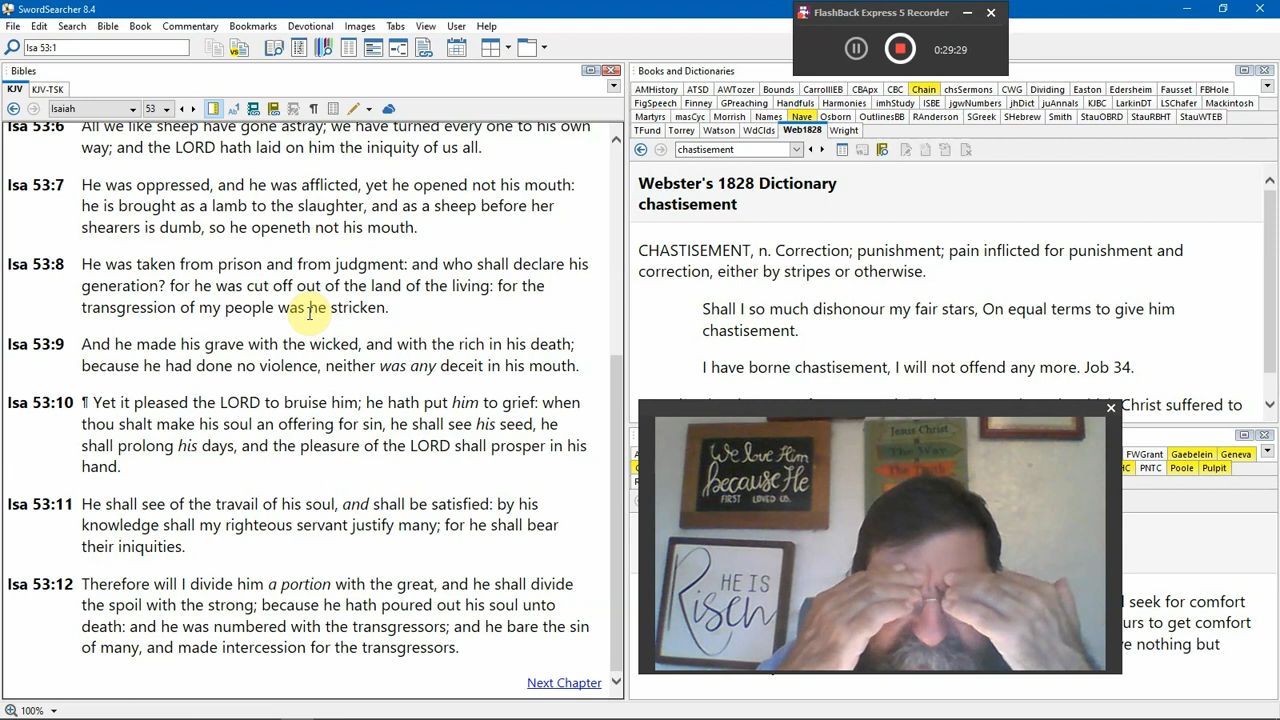 SwordSearcher 8.4
FlashBack Express 5 Recorder
00:29:29
File Edit Search Bible Book Commentary Bookmarks Devotional Images Tabs View User Help
Isa 53:1
Bibles
KJV KJV-TSK
Isaiah 53
Isa 53:6 All we like sheep have gone astray; we have turned every one to his own
way; and the LORD hath laid on him the iniquity of us all.
Isa 53:7 He was oppressed, and he was afflicted, yet he opened not his mouth:
he is brought as a lamb to the slaughter, and as a sheep before her
shearers is dumb, so he openeth not his mouth.
Isa 53:8 He was taken from prison and from judgment: and who shall declare his
generation? for he was cut off out of the land of the living: for the
transgression of my people was he stricken.
Isa 53:9 And he made his grave with the wicked, and with the rich in his death;
because he had done no violence, neither was any deceit in his mouth.
Isa 53:10 ¶ Yet it pleased the LORD to bruise him; he hath put him to grief: when
thou shalt make his soul an offering for sin, he shall see his seed, he
shall prolong his days, and the pleasure of the LORD shall prosper in his
hand.
Isa 53:11 He shall see of the travail of his soul, and shall be satisfied: by his
knowledge shall my righteous servant justify many; for he shall bear
their iniquities.
Isa 53:12 Therefore will I divide him a portion with the great, and he shall divide
the spoil with the strong; because he hath poured out his soul unto
death: and he was numbered with the transgressors; and he bare the sin
of many, and made intercession for the transgressors.
Next Chapter
100%
Books and Dictionaries
AMHistory ATSD AWTozer Bounds CarrollEB CBApx CBC Chain chsSermons CWG Dividing Easton Edersheim Fausset FBHole
FigSpeech Finney GPreaching Handfuls Harmonies imhStudy ISBE jgwNumbers jhDict juAnnals KJBC LarkinDT LSChafer Mackintosh
Martyrs masCyc Morrish Names Nave Osborn OutlinesBB RAnderson SGreek SHebrew Smith StauOBRD StauRBHT StauWTEB
TFund Torrey Watson WdClds Web1828 Wright
chastisement
Webster's 1828 Dictionary
chastisement
CHASTISEMENT, n. Correction; punishment; pain inflicted for punishment and
correction, either by stripes or otherwise.
Shall I so much dishonour my fair stars, On equal terms to give him
chastisement.
I have borne chastisement, I will not offend any more. Job 34.
Christ suffered to
FWGrant Gaebelein Geneva
HC PNTC Poole Pulpit
seek for comfort
urs to get comfort
e nothing but
We love Him
because He
FIRST LOVED US.
Jesus Christ
The Way
The Truth
HE IS
Risen